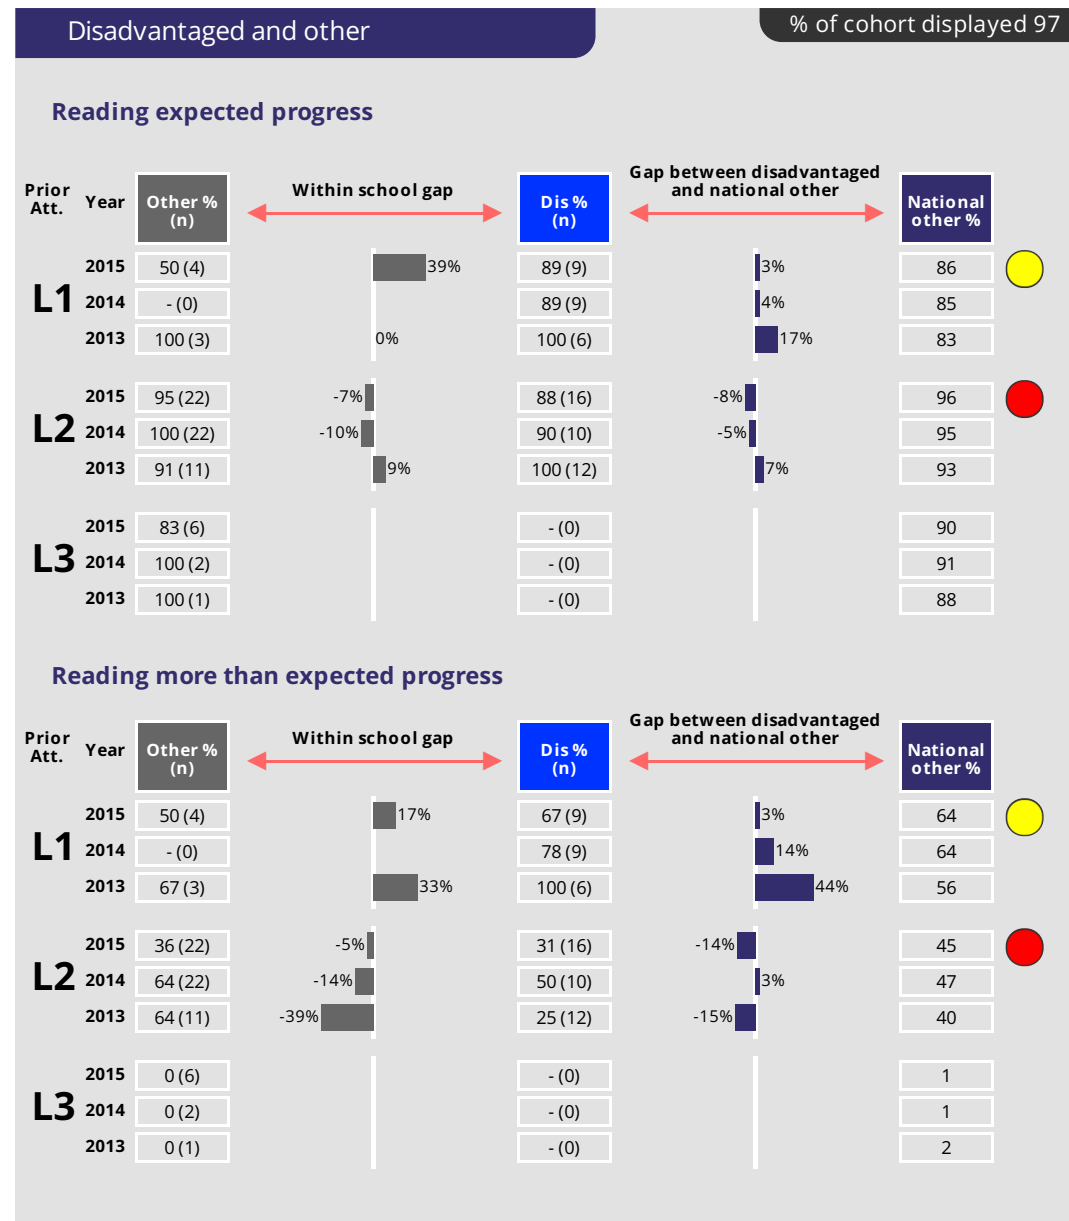 Disadvantaged and other
% of cohort displayed 97
Reading expected progress
Prior Att.
Year
Other % (n)
Within school gap
Dis % (n)
Gap between disadvantaged and national other
National other %
L1
2015 50 (4) 39% 89 (9) 3% 86
2014 - (0) 89 (9) 4% 85
2013 100 (3) 0% 100 (6) 17% 83
L2
2015 95 (22) -7% 88 (16) -8% 96
2014 100 (22) -10% 90 (10) -5% 95
2013 91 (11) 9% 100 (12) 7% 93
L3
2015 83 (6) - (0) 90
2014 100 (2) - (0) 91
2013 100 (1) - (0) 88
Reading more than expected progress
Prior Att.
Year
Other % (n)
Within school gap
Dis % (n)
Gap between disadvantaged and national other
National other %
L1
2015 50 (4) 17% 67 (9) 3% 64
2014 - (0) 78 (9) 14% 64
2013 67 (3) 33% 100 (6) 44% 56
L2
2015 36 (22) -5% 31 (16) -14% 45
2014 64 (22) -14% 50 (10) 3% 47
2013 64 (11) -39% 25 (12) -15% 40
L3
2015 0 (6) - (0) 1
2014 0 (2) - (0) 1
2013 0 (1) - (0) 2